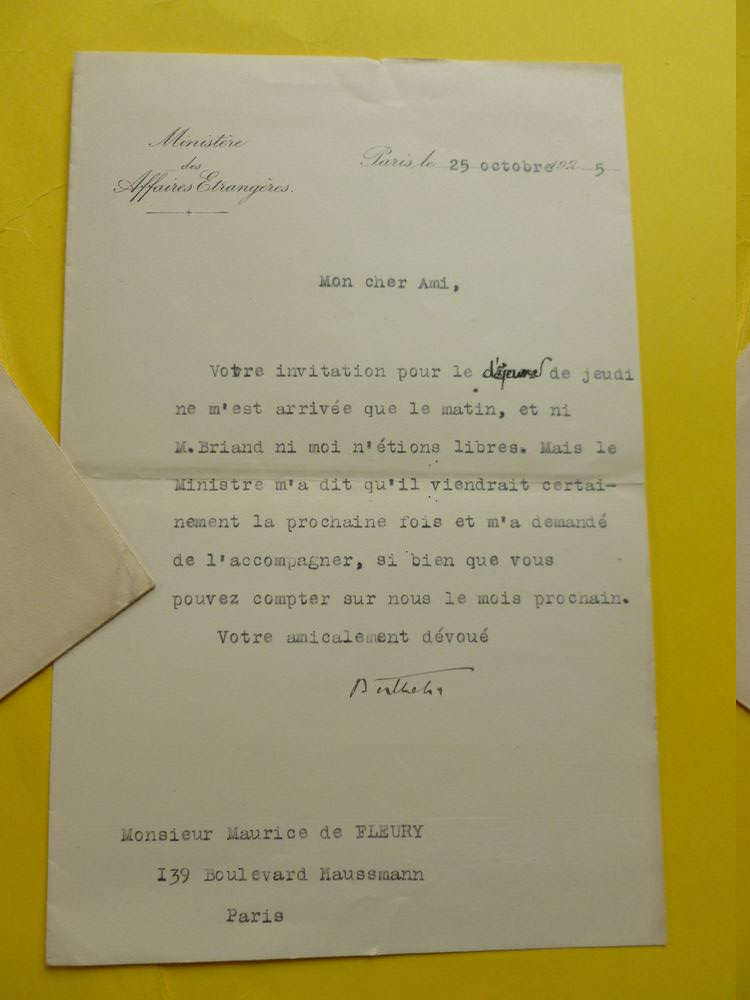 Ministère
des
Affaires Etrangères.
Paris, le 25 octobre 192 5
Mon cher Ami,
Votre invitation pour le déjeuner de jeudi
ne m'est arrivée que le matin, et ni
M.Briand ni moi n'étions libres. Mais le
Ministre m'a dit qu'il viendrait certai-
nement la prochaine fois et m'a demandé
de l'accompagner, si bien que vous
pouvez compter sur nous le mois prochain.
Votre amicalement dévoué
Berthelot
Monsieur Maurice de FLEURY
I39 Boulevard Haussmann
Paris